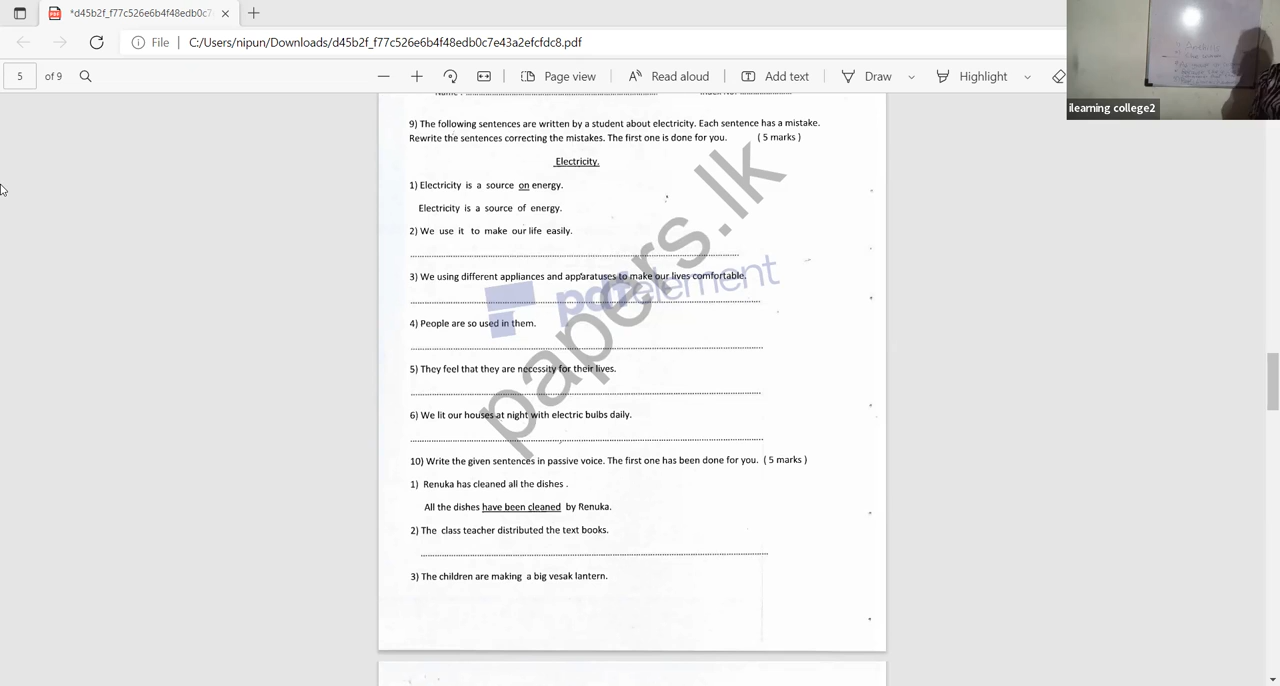 *d45b2f_f77c526e6b4f48edb0c7
File C:/Users/nipun/Downloads/d45b2f_f77c526e6b4f48edb0c7e43a2efcfdc8.pdf
5 of 9 Page view Read aloud Add text Draw Highlight
ilearning college2
9) The following sentences are written by a student about electricity. Each sentence has a mistake.
Rewrite the sentences correcting the mistakes. The first one is done for you. ( 5 marks )
Electricity.
1) Electricity is a source on energy.
Electricity is a source of energy.
2) We use it to make our life easily.
3) We using different appliances and apparatuses to make our lives comfortable.
4) People are so used in them.
5) They feel that they are necessity for their lives.
6) We lit our houses at night with electric bulbs daily.
10) Write the given sentences in passive voice. The first one has been done for you. ( 5 marks )
1) Renuka has cleaned all the dishes .
All the dishes have been cleaned by Renuka.
2) The class teacher distributed the text books.
3) The children are making a big vesak lantern.
papers.lk
pdfelement